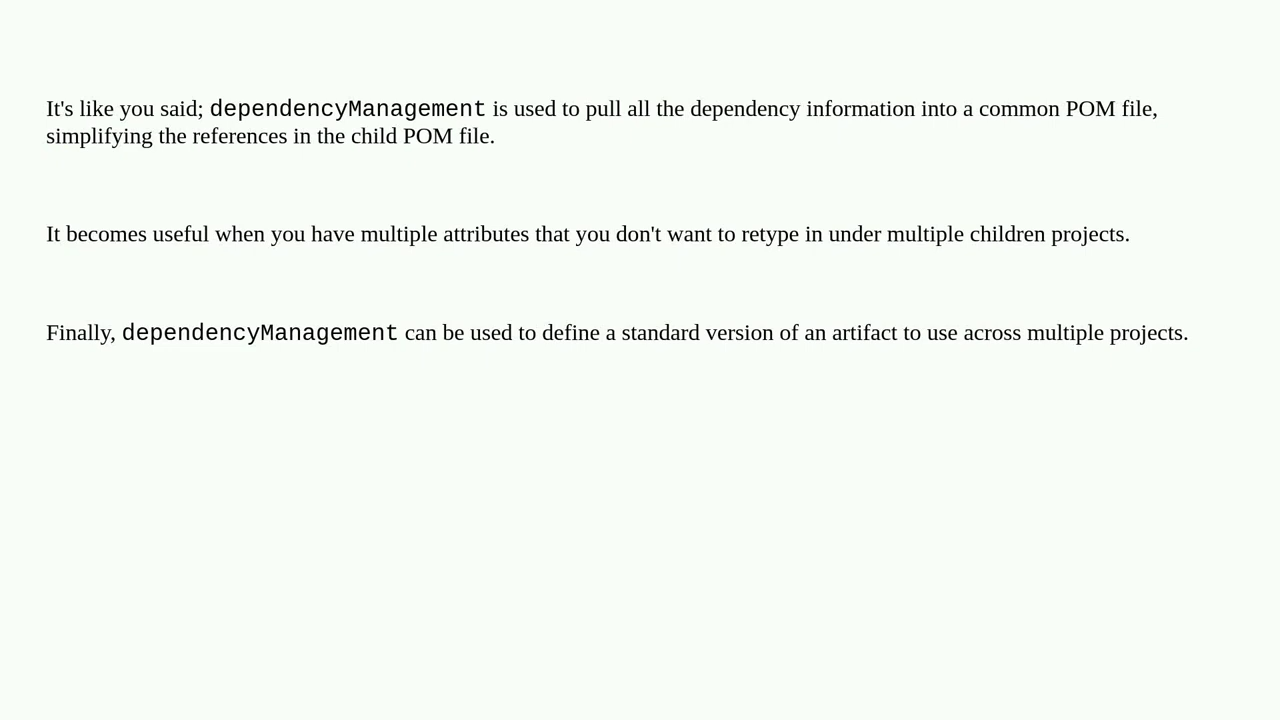 It's like you said; dependencyManagement is used to pull all the dependency information into a common POM file,
simplifying the references in the child POM file.
It becomes useful when you have multiple attributes that you don't want to retype in under multiple children projects.
Finally, dependencyManagement can be used to define a standard version of an artifact to use across multiple projects.